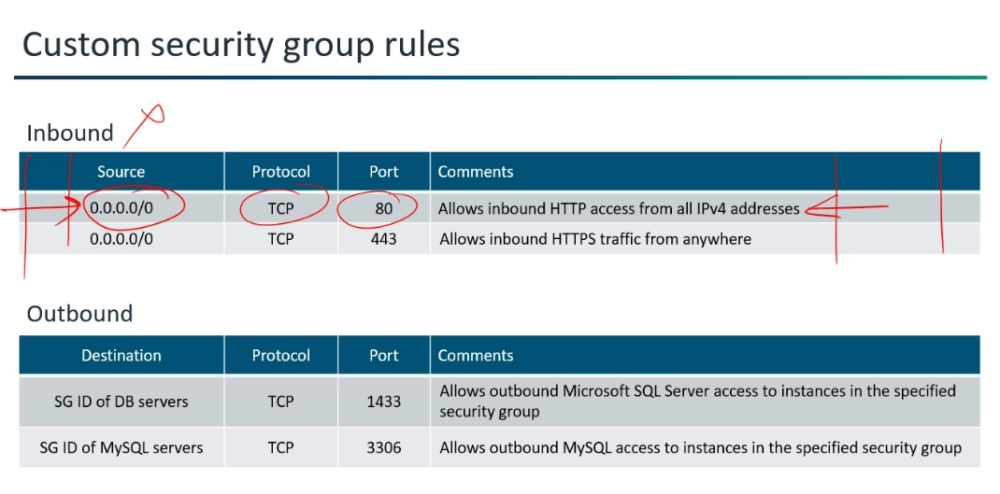 Custom security group rules
Inbound
Source Protocol Port Comments
0.0.0.0/0 TCP 80 Allows inbound HTTP access from all IPv4 addresses
0.0.0.0/0 TCP 443 Allows inbound HTTPS traffic from anywhere
Outbound
Destination Protocol Port Comments
SG ID of DB servers TCP 1433 Allows outbound Microsoft SQL Server access to instances in the specified
security group
SG ID of MySQL servers TCP 3306 Allows outbound MySQL access to instances in the specified security group